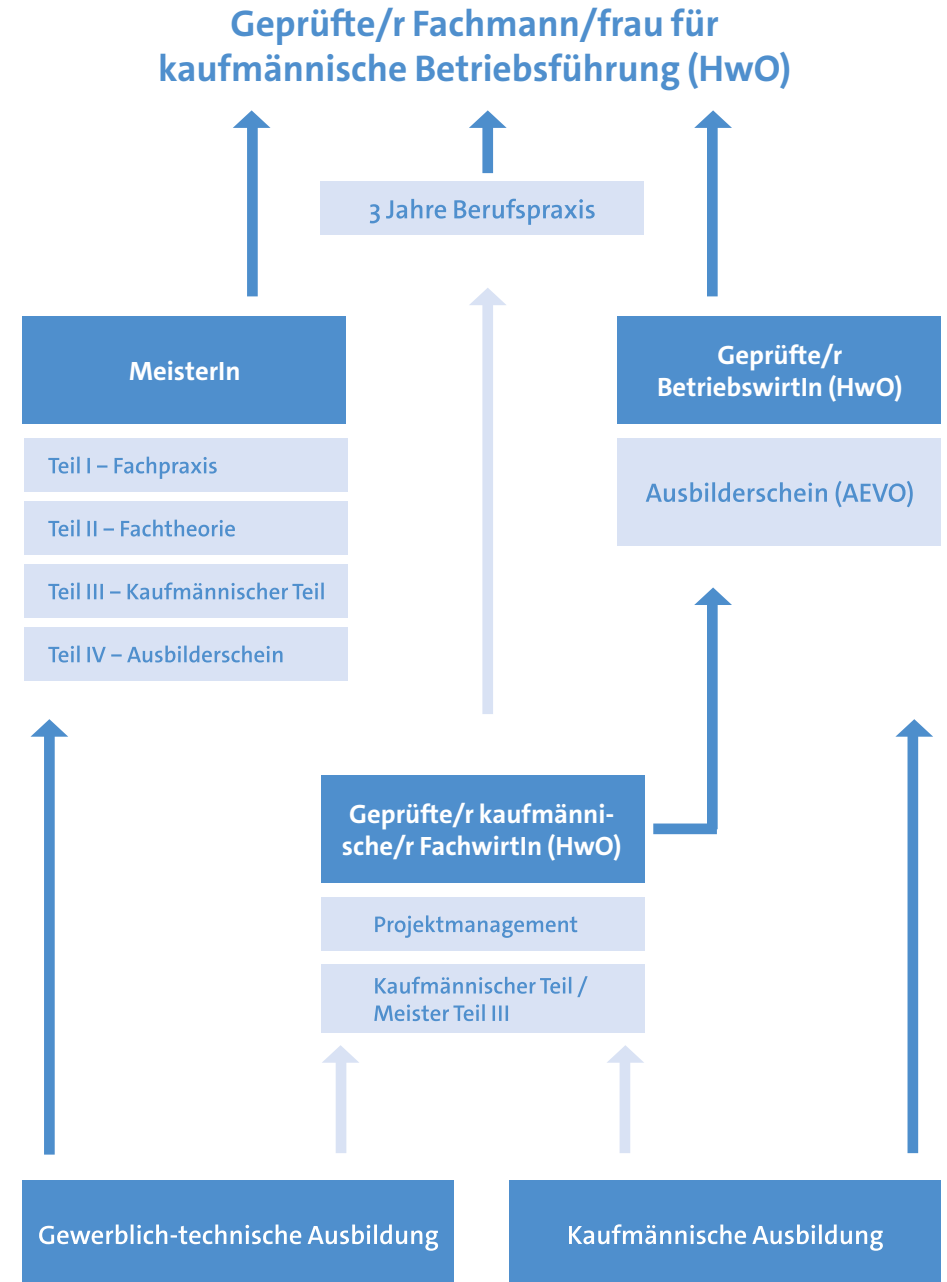 Geprüfte/r Fachmann/frau für
kaufmännische Betriebsführung (HwO)
3 Jahre Berufspraxis
MeisterIn
Teil I – Fachpraxis
Teil II – Fachtheorie
Teil III – Kaufmännischer Teil
Teil IV – Ausbilderschein
Geprüfte/r
BetriebswirtIn (HwO)
Ausbilderschein (AEVO)
Geprüfte/r kaufmänni-
sche/r FachwirtIn (HwO)
Projektmanagement
Kaufmännischer Teil /
Meister Teil III
Gewerblich-technische Ausbildung
Kaufmännische Ausbildung